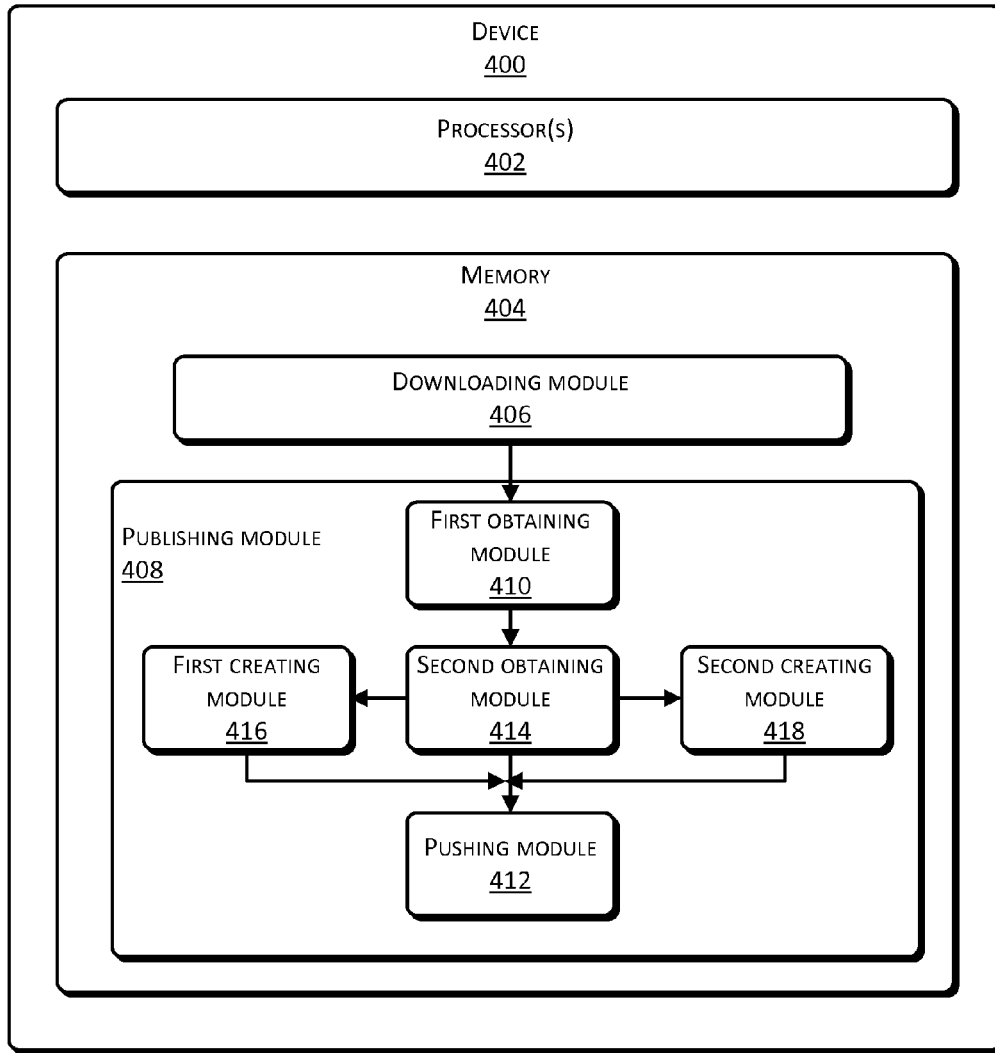 DEVICE
400
PROCESSOR(S)
402
MEMORY
404
DOWNLOADING MODULE
406
PUBLISHING MODULE
408
FIRST OBTAINING
MODULE
410
FIRST CREATING
MODULE
416
SECOND OBTAINING
MODULE
414
SECOND CREATING
MODULE
418
PUSHING MODULE
412